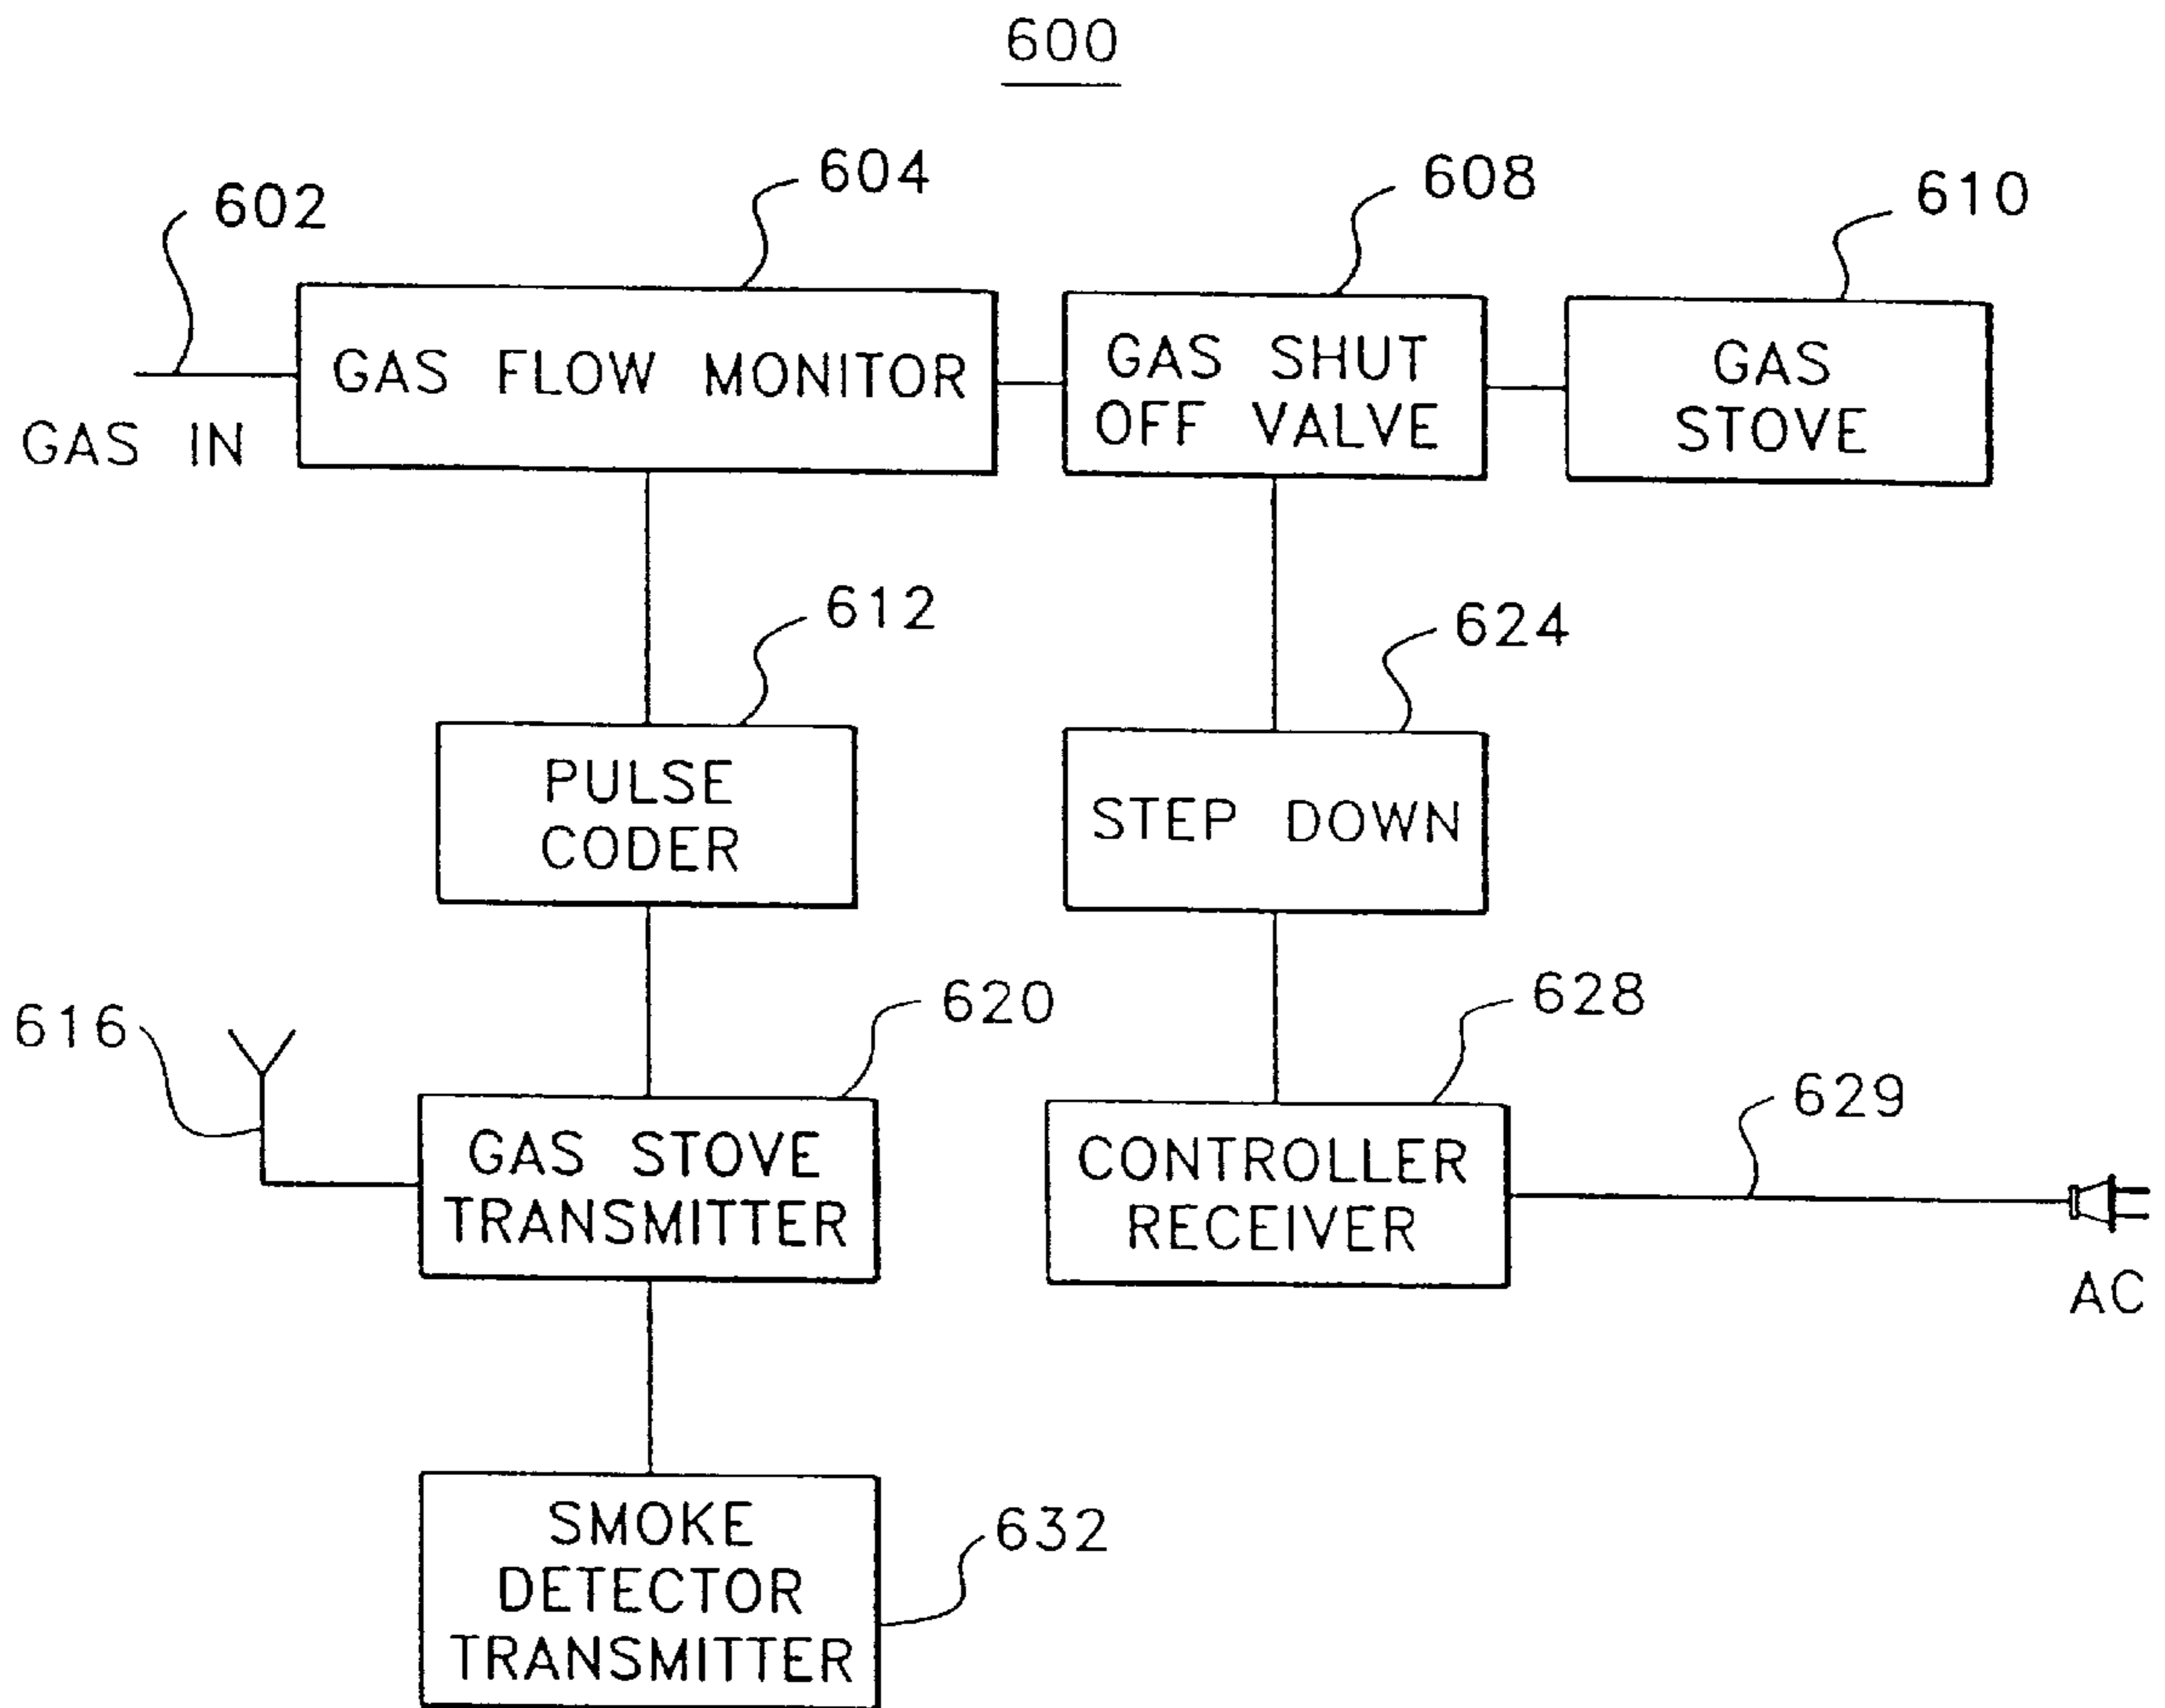 600
602
604
608
610
GAS IN
GAS FLOW MONITOR
GAS SHUT
OFF VALVE
GAS
STOVE
612
624
PULSE
CODER
STEP DOWN
616
620
628
629
GAS STOVE
TRANSMITTER
CONTROLLER
RECEIVER
AC
SMOKE
DETECTOR
TRANSMITTER
632